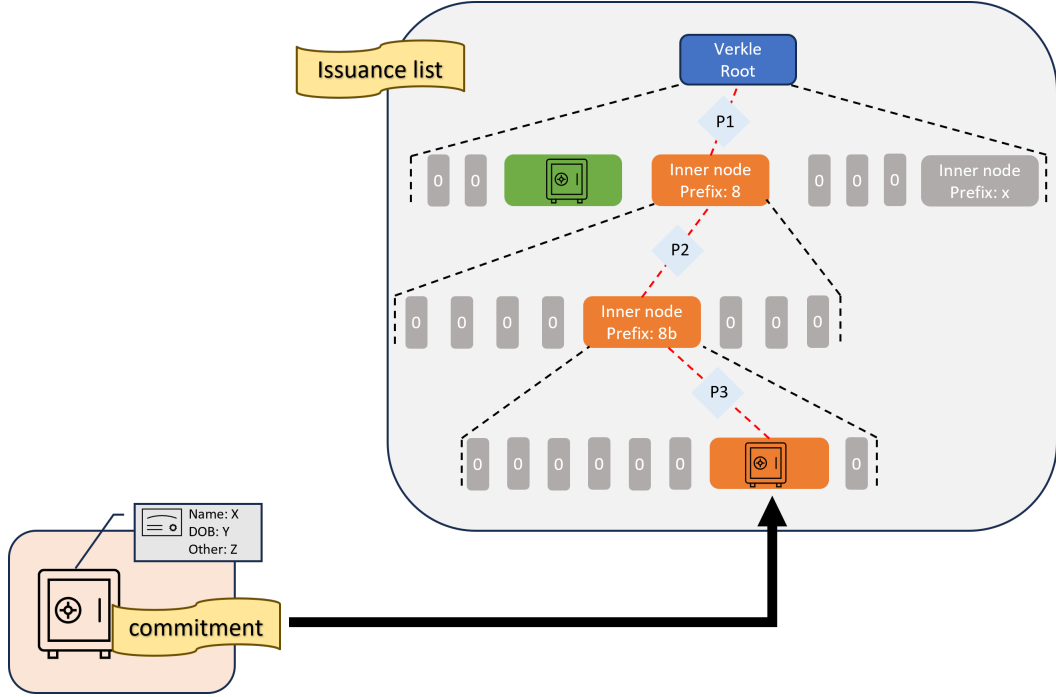 Issuance list
Verkle
Root
P1
0 0 Inner node 0 0 0 Inner node
Prefix: 8 Prefix: x
P2
0 0 0 0 Inner node 0 0 0
Prefix: 8b
P3
0 0 0 0 0 0 0
Name: X
DOB: Y
Other: Z
commitment